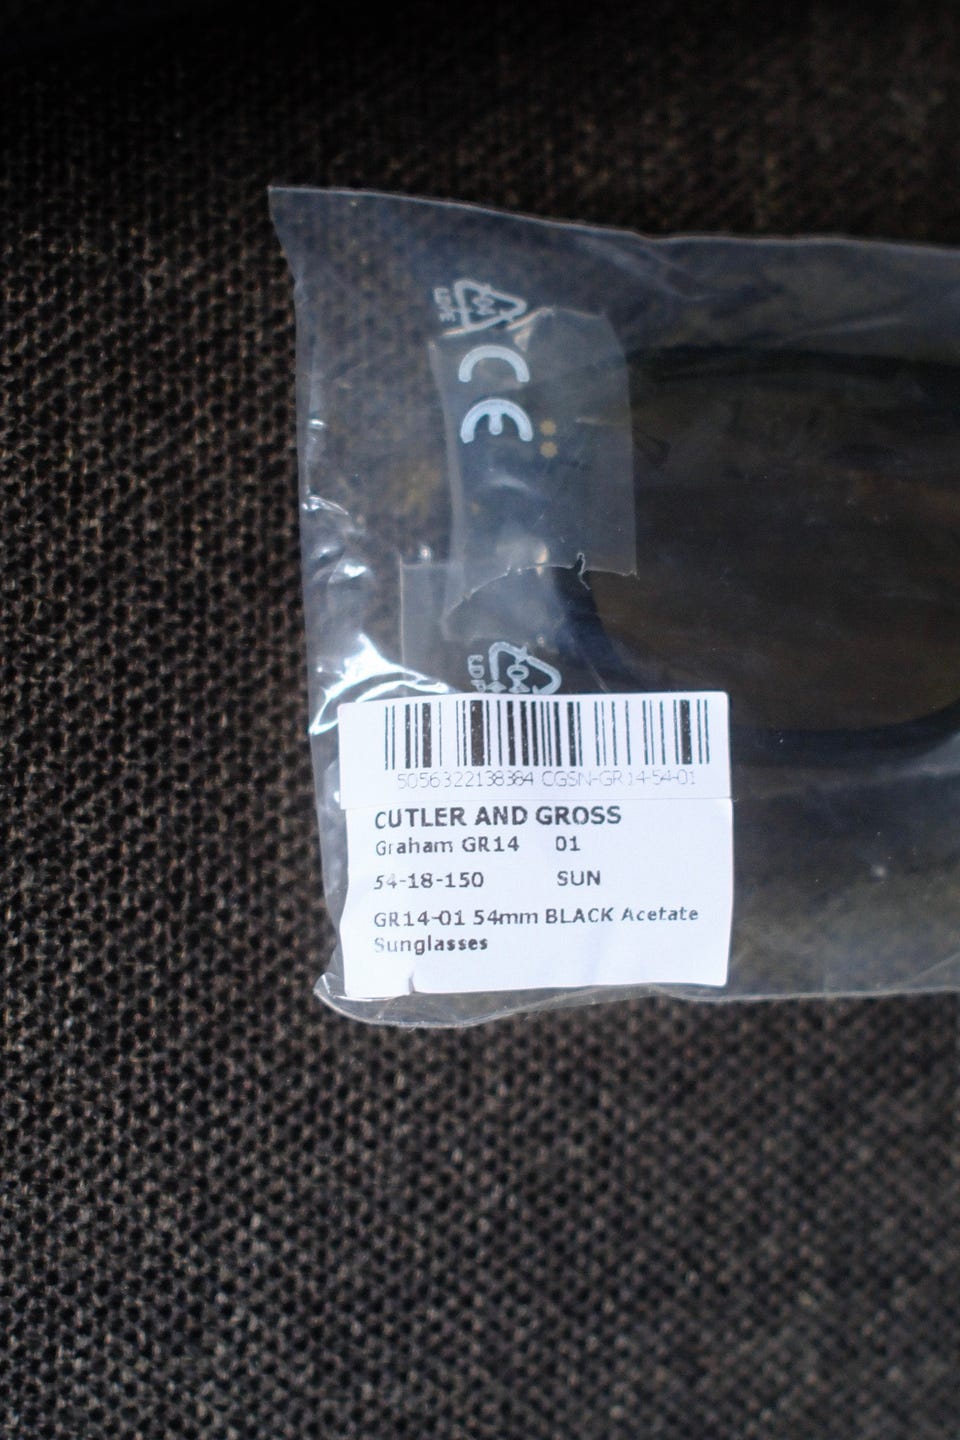 CE
5056322138384 CGSN-GR14-54-01
CUTLER AND GROSS
Graham GR14 01
54-18-150 SUN
GR14-01 54mm BLACK Acetate
Sunglasses